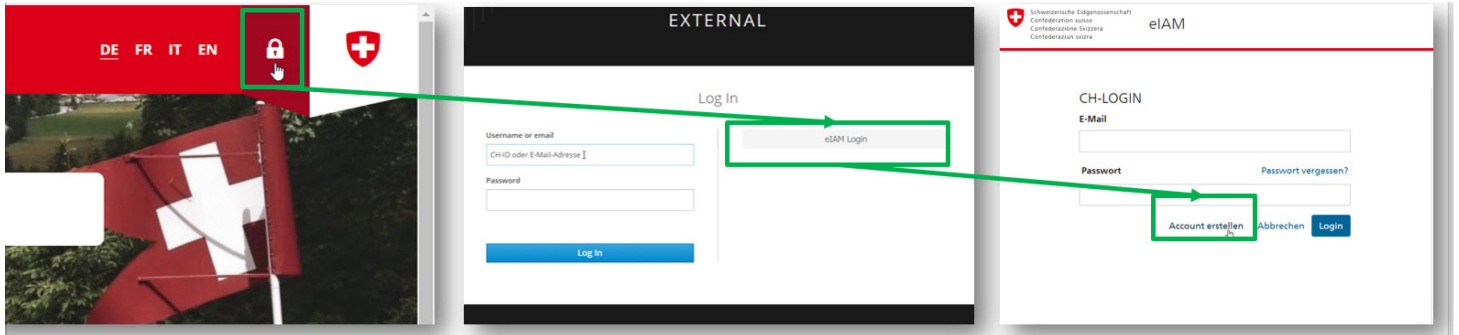 DE FR IT EN
EXTERNAL
Log In
Username or email
CH-ID oder E-Mail-Adresse
Password
Log In
eIAM Login
Schweizerische Eidgenossenschaft
Confédération suisse
Confederazione Svizzera
Confederaziun svizra
eIAM
CH-LOGIN
E-Mail
Passwort Passwort vergessen?
Account erstellen Abbrechen Login